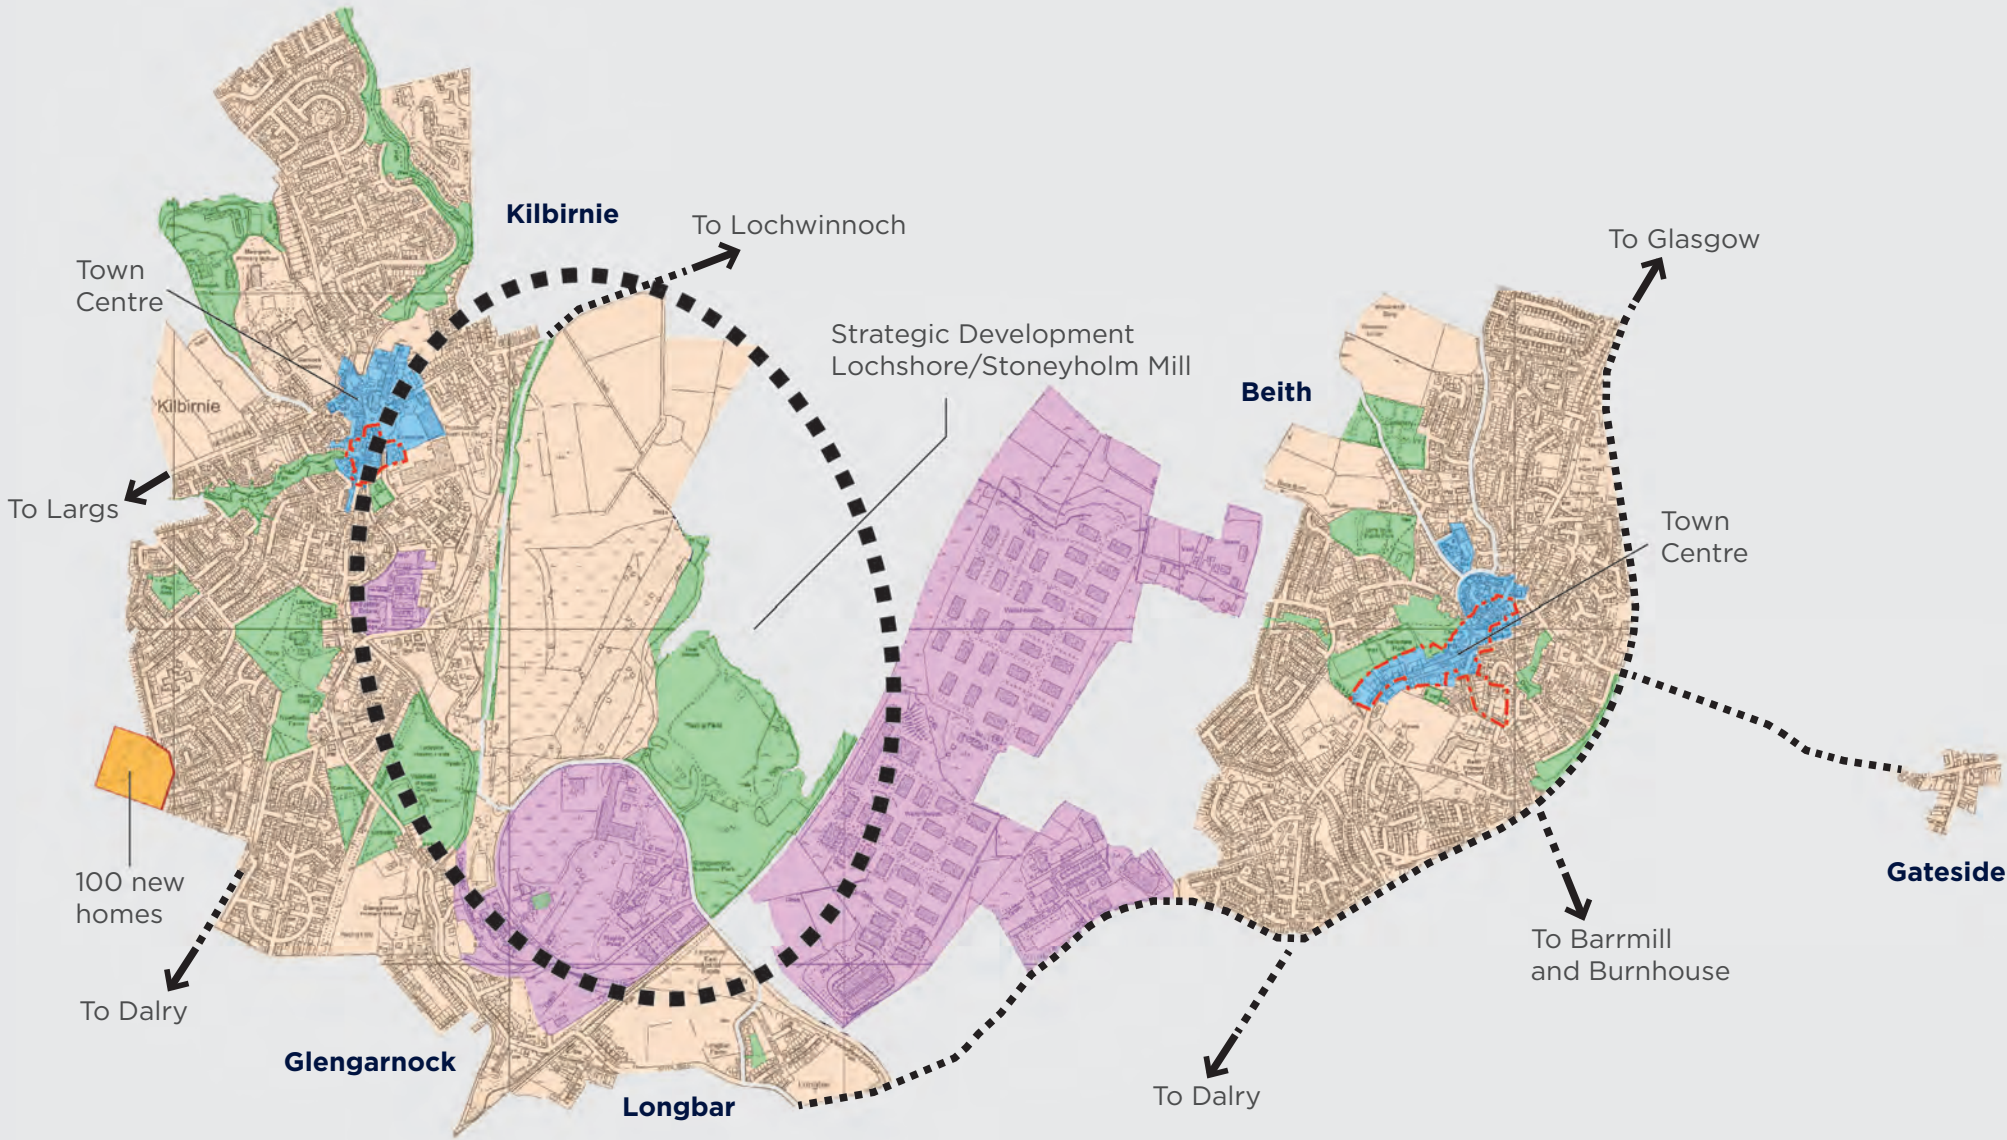 Kilbirnie
To Lochwinnoch
To Glasgow
Town
Centre
Strategic Development
Lochshore/Stoneyholm Mill
Beith
Kilbirnie
To Largs
Town
Centre
100 new
homes
Gateside
To Barrmill
and Burnhouse
To Dalry
Glengarnock
To Dalry
Longbar